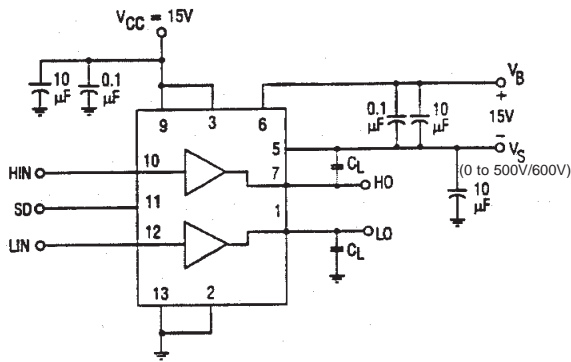 VCC = 15V
10 μF
0.1 μF
9
3
6
VB
+
0.1 μF
10 μF
15V
−
5
VS
(0 to 500V/600V)
HIN
10
CL
7
HO
10 μF
SD
11
1
LIN
12
LO
CL
13
2